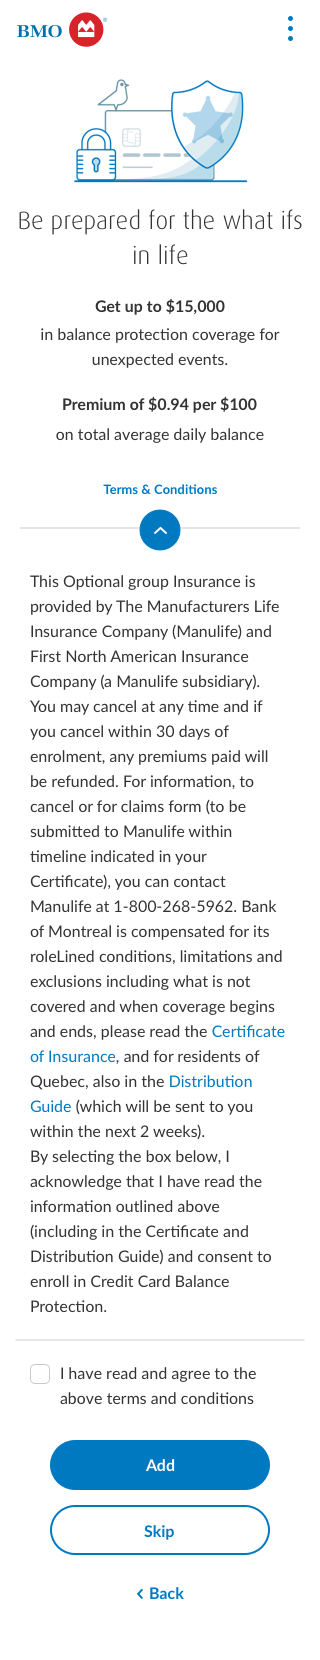 BMO
Be prepared for the what ifs
in life
Get up to $15,000
in balance protection coverage for
unexpected events.
Premium of $0.94 per $100
on total average daily balance
Terms & Conditions
This Optional group Insurance is
provided by The Manufacturers Life
Insurance Company (Manulife) and
First North American Insurance
Company (a Manulife subsidiary).
You may cancel at any time and if
you cancel within 30 days of
enrolment, any premiums paid will
be refunded. For information, to
cancel or for claims form (to be
submitted to Manulife within
timeline indicated in your
Certificate), you can contact
Manulife at 1-800-268-5962. Bank
of Montreal is compensated for its
roleLined conditions, limitations and
exclusions including what is not
covered and when coverage begins
and ends, please read the Certificate
of Insurance, and for residents of
Quebec, also in the Distribution
Guide (which will be sent to you
within the next 2 weeks).
By selecting the box below, I
acknowledge that I have read the
information outlined above
(including in the Certificate and
Distribution Guide) and consent to
enroll in Credit Card Balance
Protection.
I have read and agree to the
above terms and conditions
Add
Skip
Back